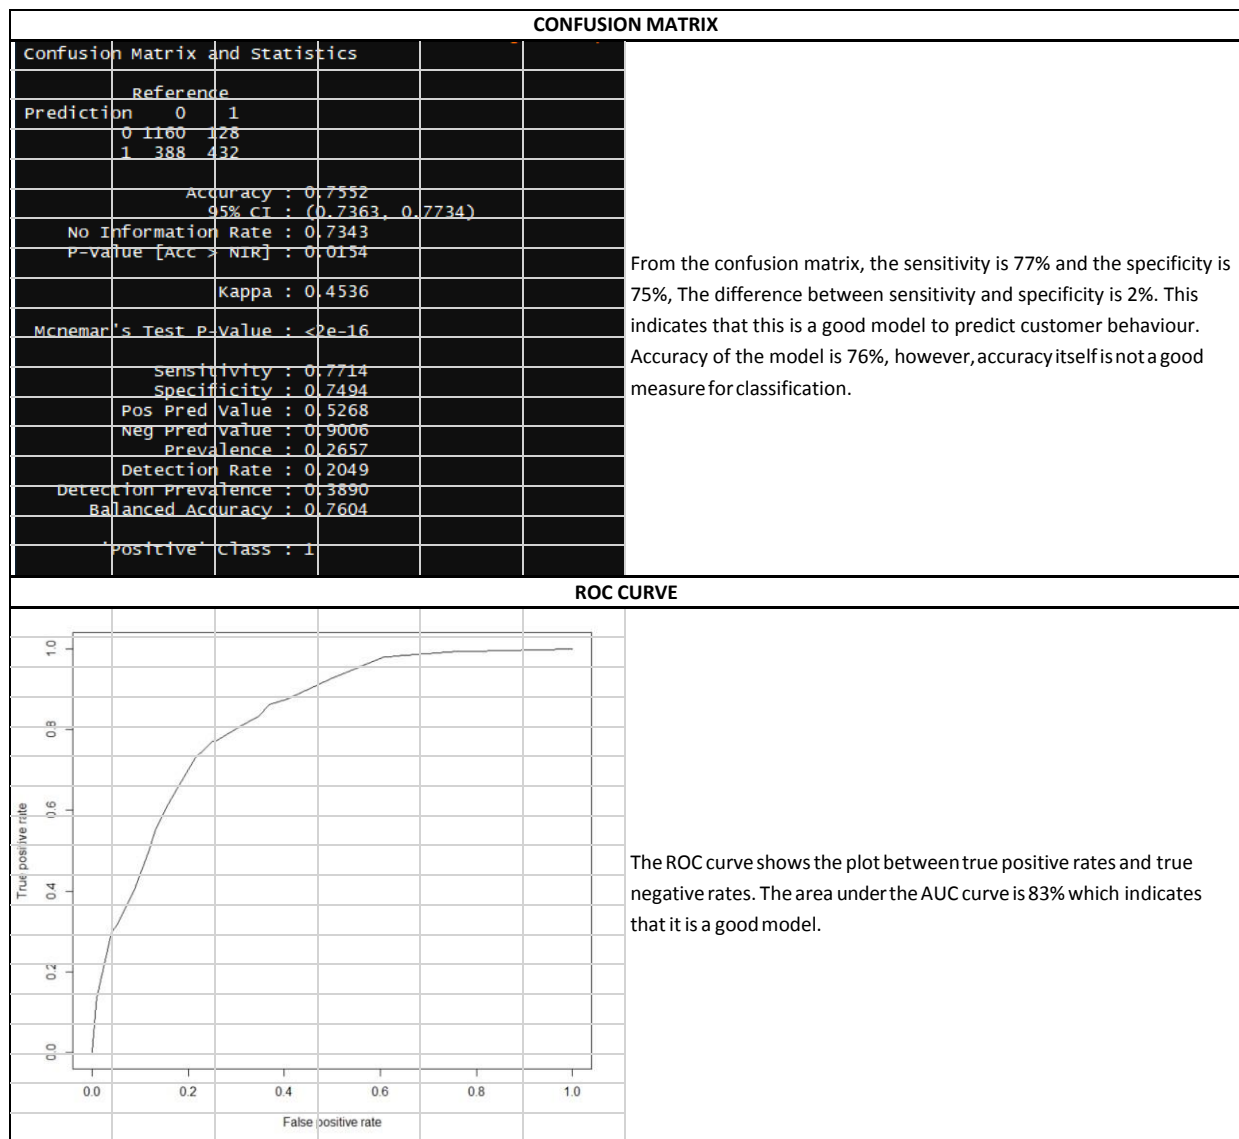 CONFUSION MATRIX
Confusion Matrix and Statistics
Reference
Prediction 0 1
0 1160 128
1 388 432
Accuracy : 0.7552
95% CI : (0.7363, 0.7734)
No Information Rate : 0.7343
P-Value [Acc > NIR] : 0.0154
Kappa : 0.4536
Mcnemar's Test P-Value : <2e-16
Sensitivity : 0.7714
Specificity : 0.7494
Pos Pred Value : 0.5268
Neg Pred Value : 0.9006
Prevalence : 0.2657
Detection Rate : 0.2049
Detection Prevalence : 0.3890
Balanced Accuracy : 0.7604
'Positive' Class : 1
From the confusion matrix, the sensitivity is 77% and the specificity is
75%, The difference between sensitivity and specificity is 2%. This
indicates that this is a good model to predict customer behaviour.
Accuracy of the model is 76%, however, accuracy itself is not a good
measure for classification.
ROC CURVE
1.0
0.8
0.6
0.4
0.2
0.0
True positive rate
0.0 0.2 0.4 0.6 0.8 1.0
False positive rate
The ROC curve shows the plot between true positive rates and true
negative rates. The area under the AUC curve is 83% which indicates
that it is a good model.